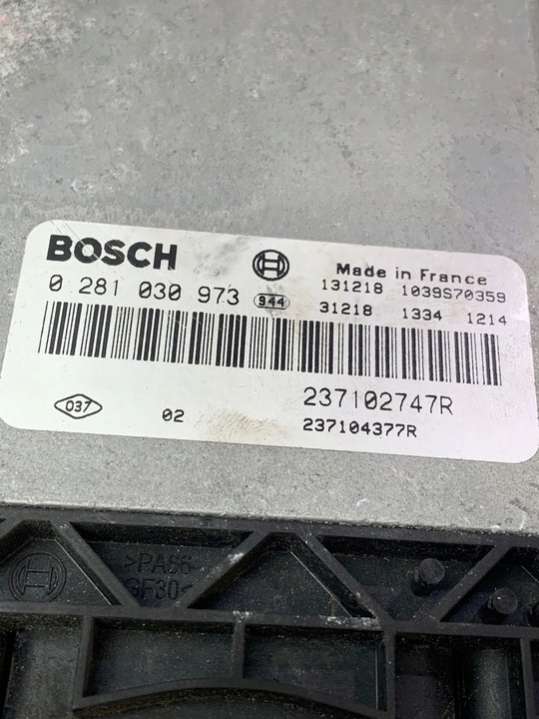 BOSCH
Made in France
0 281 030 973 944 131218 1039S70359
31218 1334 1214
237102747R
037 02 237104377R
>PA66
GF30<